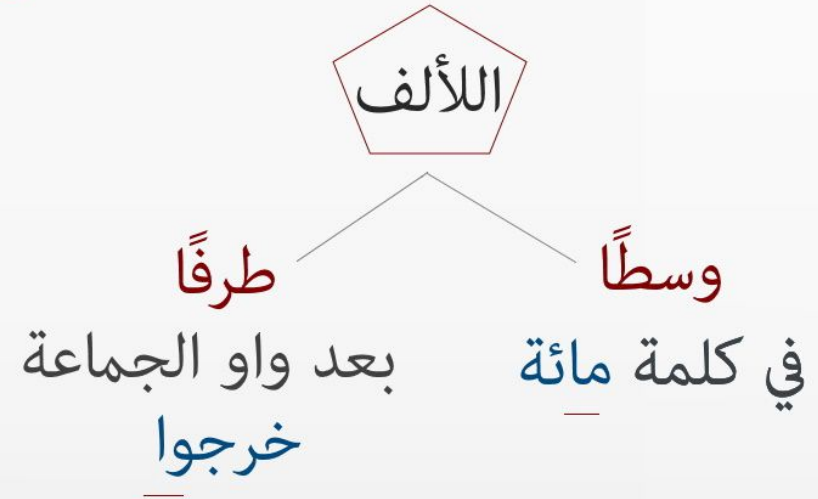 اللألف
وسطًا
في كلمة مائة
طرفًا
بعد واو الجماعة
خرجوا